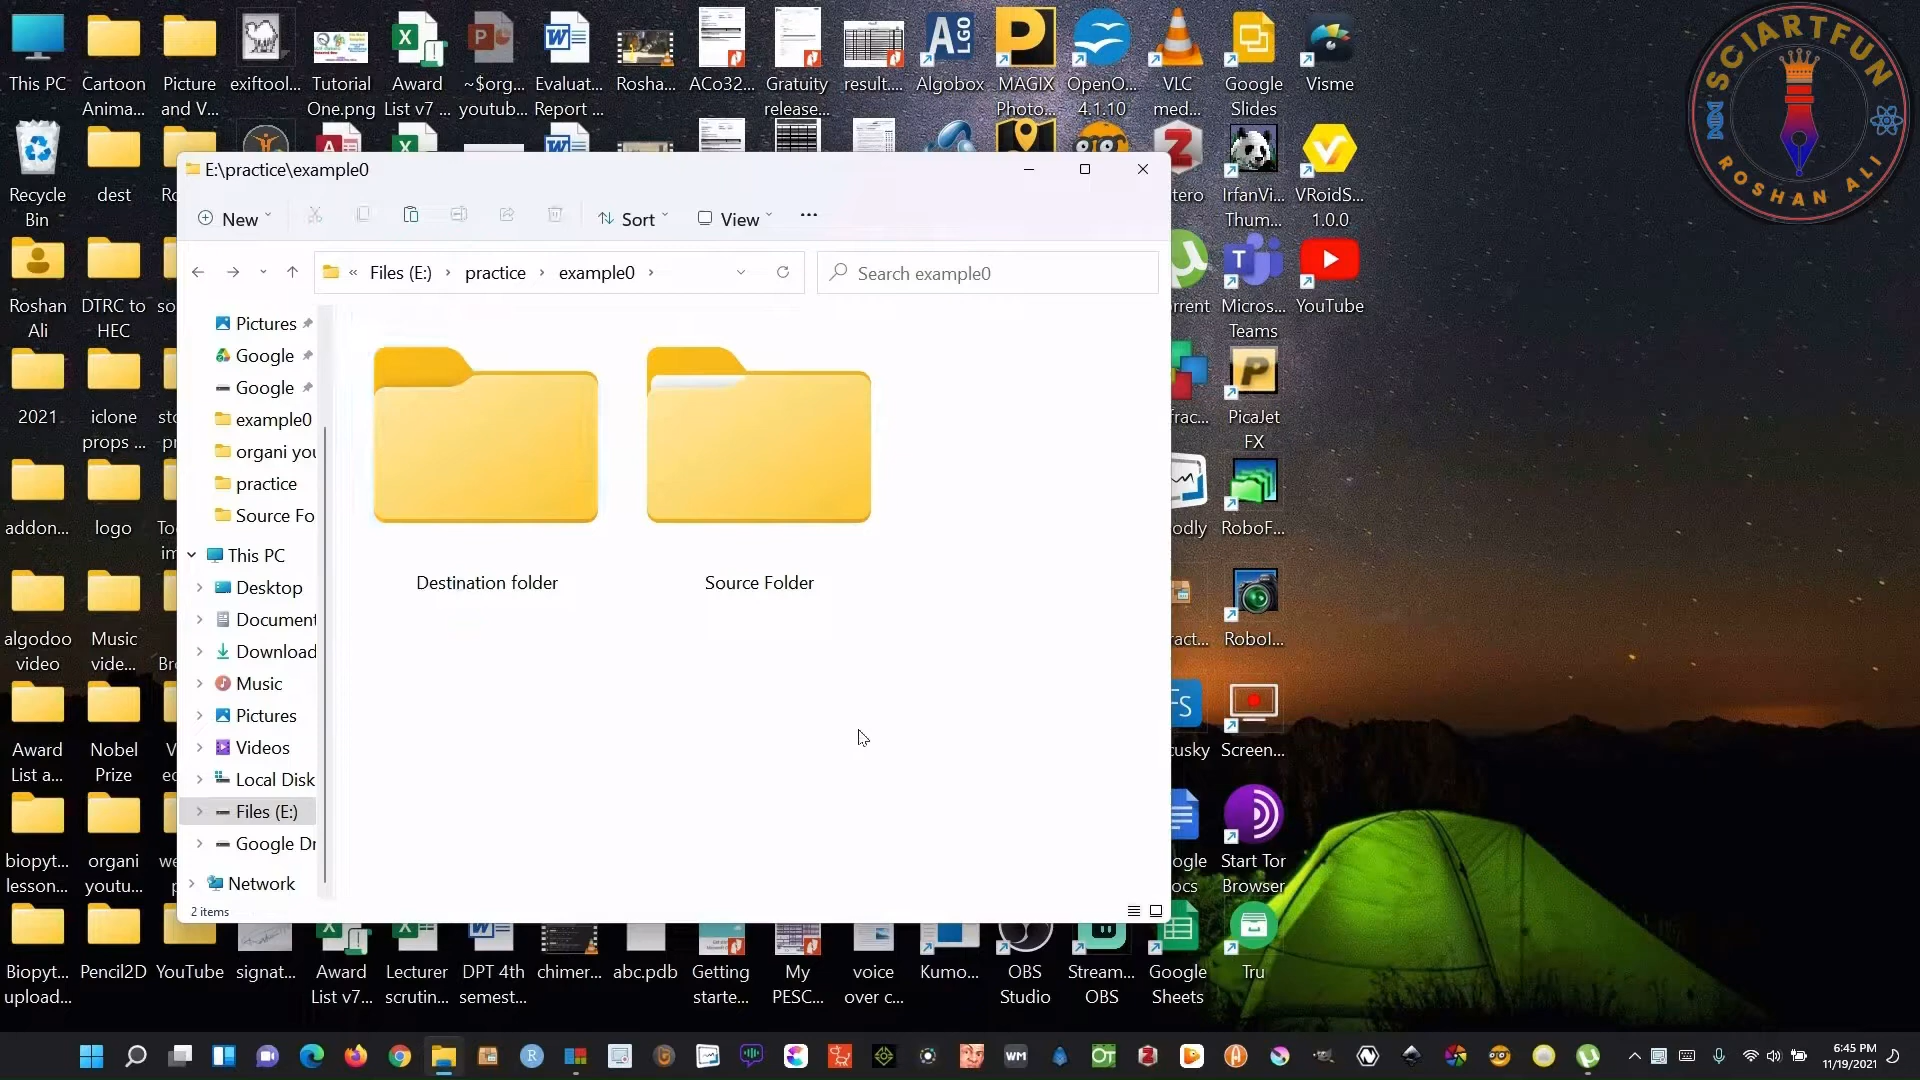 This PC
Cartoon
Anima...
Picture
and V...
exiftool...
Tutorial
One.png
Award
List v7 ...
~$org...
youtub...
Evaluat...
Report ...
Rosha...
ACo32...
Gratuity
release...
result....
Algobox
MAGIX
Photo...
OpenO...
4.1.10
VLC
med...
Google
Slides
Visme
SCIARTFUN
ROSHAN ALI
Recycle
Bin
dest
IrfanVi...
Thum...
VRoidS...
1.0.0
E:\practice\example0
New
Sort
View
Files (E:)
practice
example0
Search example0
Roshan
Ali
DTRC to
HEC
Micros...
Teams
YouTube
Pictures
Google
Google
example0
organi you
practice
Source Fo
This PC
Desktop
Document
Download
Music
Pictures
Videos
Local Disk
Files (E:)
Google Dr
Network
2 items
Destination folder
Source Folder
2021
iclone
props ...
PicaJet
FX
addon...
logo
RoboF...
algodoo
video
Music
vide...
RoboI...
Award
List a...
Nobel
Prize
Screen...
biopyt...
lesson...
organi
youtu...
Start Tor
Browser
Biopyt...
upload...
Pencil2D
YouTube
signat...
Award
List v7...
Lecturer
scrutin...
DPT 4th
semest...
chimer...
abc.pdb
Getting
starte...
My
PESC...
voice
over c...
Kumo...
OBS
Studio
Stream...
OBS
Google
Sheets
Tru
6:45 PM
11/19/2021